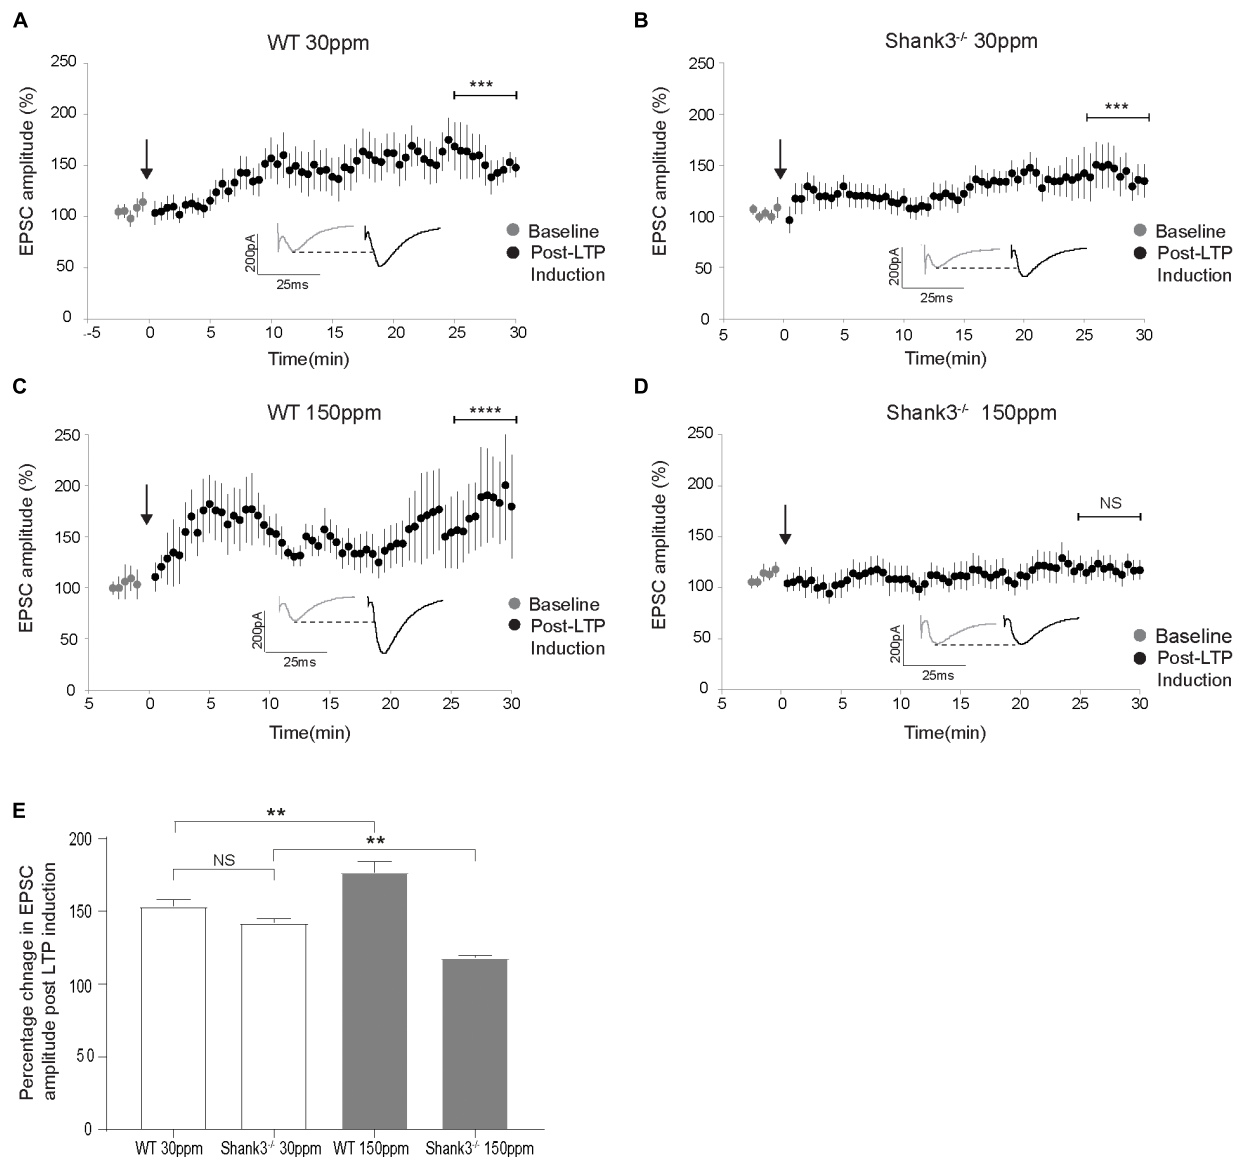 A
WT 30ppm
EPSC amplitude (%)
250
200
150
100
50
0
***
200pA
25ms
Baseline
Post-LTP
Induction
-5 0 5 10 15 20 25 30
Time(min)
B
Shank3-/- 30ppm
EPSC amplitude (%)
250
200
150
100
50
0
***
200pA
25ms
Baseline
Post-LTP
Induction
5 0 5 10 15 20 25 30
Time(min)
C
WT 150ppm
EPSC amplitude (%)
250
200
150
100
50
0
****
200pA
25ms
Baseline
Post-LTP
Induction
5 0 5 10 15 20 25 30
Time(min)
D
Shank3-/- 150ppm
EPSC amplitude (%)
250
200
150
100
50
0
NS
200pA
25ms
Baseline
Post-LTP
Induction
5 0 5 10 15 20 25 30
Time(min)
E
Percentage chnage in EPSC
amplitude post LTP induction
200
150
100
50
0
**
**
NS
WT 30ppm Shank3-/- 30ppm WT 150ppm Shank3-/- 150ppm